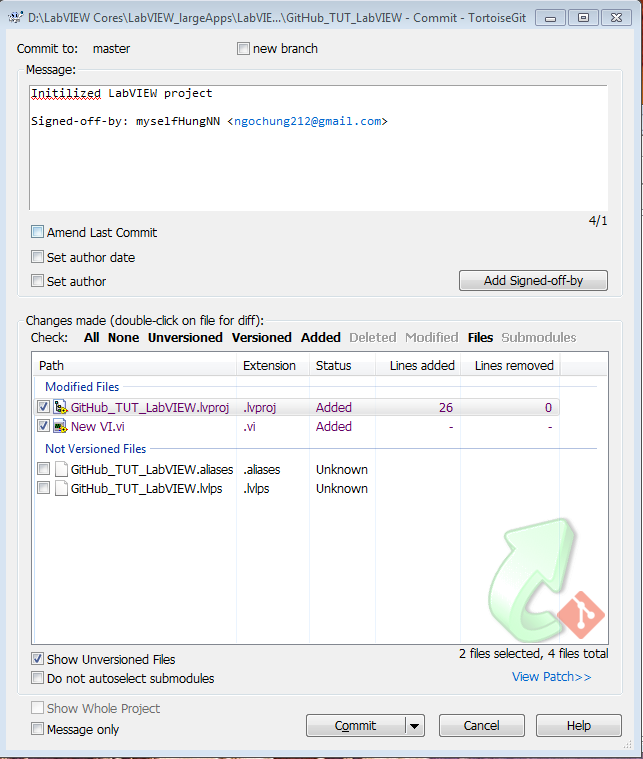 D:\LabVIEW Cores\LabVIEW_largeApps\LabVIE...\GitHub_TUT_LabVIEW - Commit - TortoiseGit
Commit to: master new branch
Message:
Initilized LabVIEW project
Signed-off-by: myselfHungNN <ngochung212@gmail.com>
4/1
Amend Last Commit
Set author date
Set author
Add Signed-off-by
Changes made (double-click on file for diff):
Check: All None Unversioned Versioned Added Deleted Modified Files Submodules
Path Extension Status Lines added Lines removed
Modified Files
GitHub_TUT_LabVIEW.lvproj .lvproj Added 26 0
New VI.vi .vi Added - -
Not Versioned Files
GitHub_TUT_LabVIEW.aliases .aliases Unknown
GitHub_TUT_LabVIEW.lvlps .lvlps Unknown
Show Unversioned Files 2 files selected, 4 files total
Do not autoselect submodules View Patch>>
Show Whole Project
Message only Commit Cancel Help